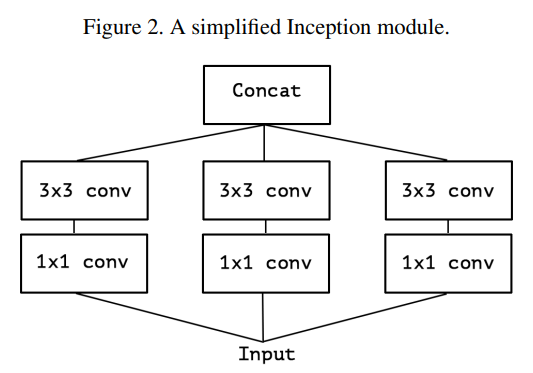 Figure 2. A simplified Inception module.
Concat
3x3 conv 3x3 conv 3x3 conv
1x1 conv 1x1 conv 1x1 conv
Input